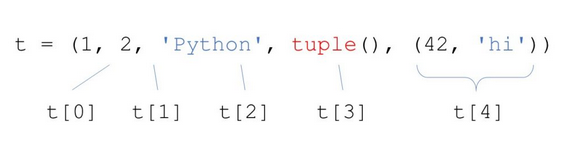 t = (1, 2, 'Python', tuple(), (42, 'hi'))
t[0] t[1] t[2] t[3] t[4]